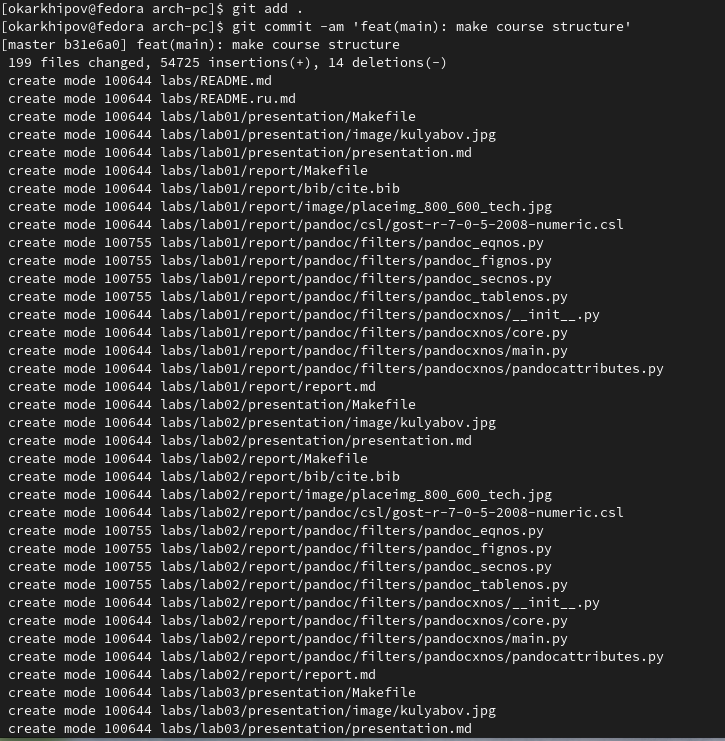 [okarkhipov@fedora arch-pc]$ git add .
[okarkhipov@fedora arch-pc]$ git commit -am 'feat(main): make course structure'
[master b31e6a0] feat(main): make course structure
 199 files changed, 54725 insertions(+), 14 deletions(-)
 create mode 100644 labs/README.md
 create mode 100644 labs/README.ru.md
 create mode 100644 labs/lab01/presentation/Makefile
 create mode 100644 labs/lab01/presentation/image/kulyabov.jpg
 create mode 100644 labs/lab01/presentation/presentation.md
 create mode 100644 labs/lab01/report/Makefile
 create mode 100644 labs/lab01/report/bib/cite.bib
 create mode 100644 labs/lab01/report/image/placeimg_800_600_tech.jpg
 create mode 100644 labs/lab01/report/pandoc/csl/gost-r-7-0-5-2008-numeric.csl
 create mode 100755 labs/lab01/report/pandoc/filters/pandoc_eqnos.py
 create mode 100755 labs/lab01/report/pandoc/filters/pandoc_fignos.py
 create mode 100755 labs/lab01/report/pandoc/filters/pandoc_secnos.py
 create mode 100755 labs/lab01/report/pandoc/filters/pandoc_tablenos.py
 create mode 100644 labs/lab01/report/pandoc/filters/pandocxnos/__init__.py
 create mode 100644 labs/lab01/report/pandoc/filters/pandocxnos/core.py
 create mode 100644 labs/lab01/report/pandoc/filters/pandocxnos/main.py
 create mode 100644 labs/lab01/report/pandoc/filters/pandocxnos/pandocattributes.py
 create mode 100644 labs/lab01/report/report.md
 create mode 100644 labs/lab02/presentation/Makefile
 create mode 100644 labs/lab02/presentation/image/kulyabov.jpg
 create mode 100644 labs/lab02/presentation/presentation.md
 create mode 100644 labs/lab02/report/Makefile
 create mode 100644 labs/lab02/report/bib/cite.bib
 create mode 100644 labs/lab02/report/image/placeimg_800_600_tech.jpg
 create mode 100644 labs/lab02/report/pandoc/csl/gost-r-7-0-5-2008-numeric.csl
 create mode 100755 labs/lab02/report/pandoc/filters/pandoc_eqnos.py
 create mode 100755 labs/lab02/report/pandoc/filters/pandoc_fignos.py
 create mode 100755 labs/lab02/report/pandoc/filters/pandoc_secnos.py
 create mode 100755 labs/lab02/report/pandoc/filters/pandoc_tablenos.py
 create mode 100644 labs/lab02/report/pandoc/filters/pandocxnos/__init__.py
 create mode 100644 labs/lab02/report/pandoc/filters/pandocxnos/core.py
 create mode 100644 labs/lab02/report/pandoc/filters/pandocxnos/main.py
 create mode 100644 labs/lab02/report/pandoc/filters/pandocxnos/pandocattributes.py
 create mode 100644 labs/lab02/report/report.md
 create mode 100644 labs/lab03/presentation/Makefile
 create mode 100644 labs/lab03/presentation/image/kulyabov.jpg
 create mode 100644 labs/lab03/presentation/presentation.md